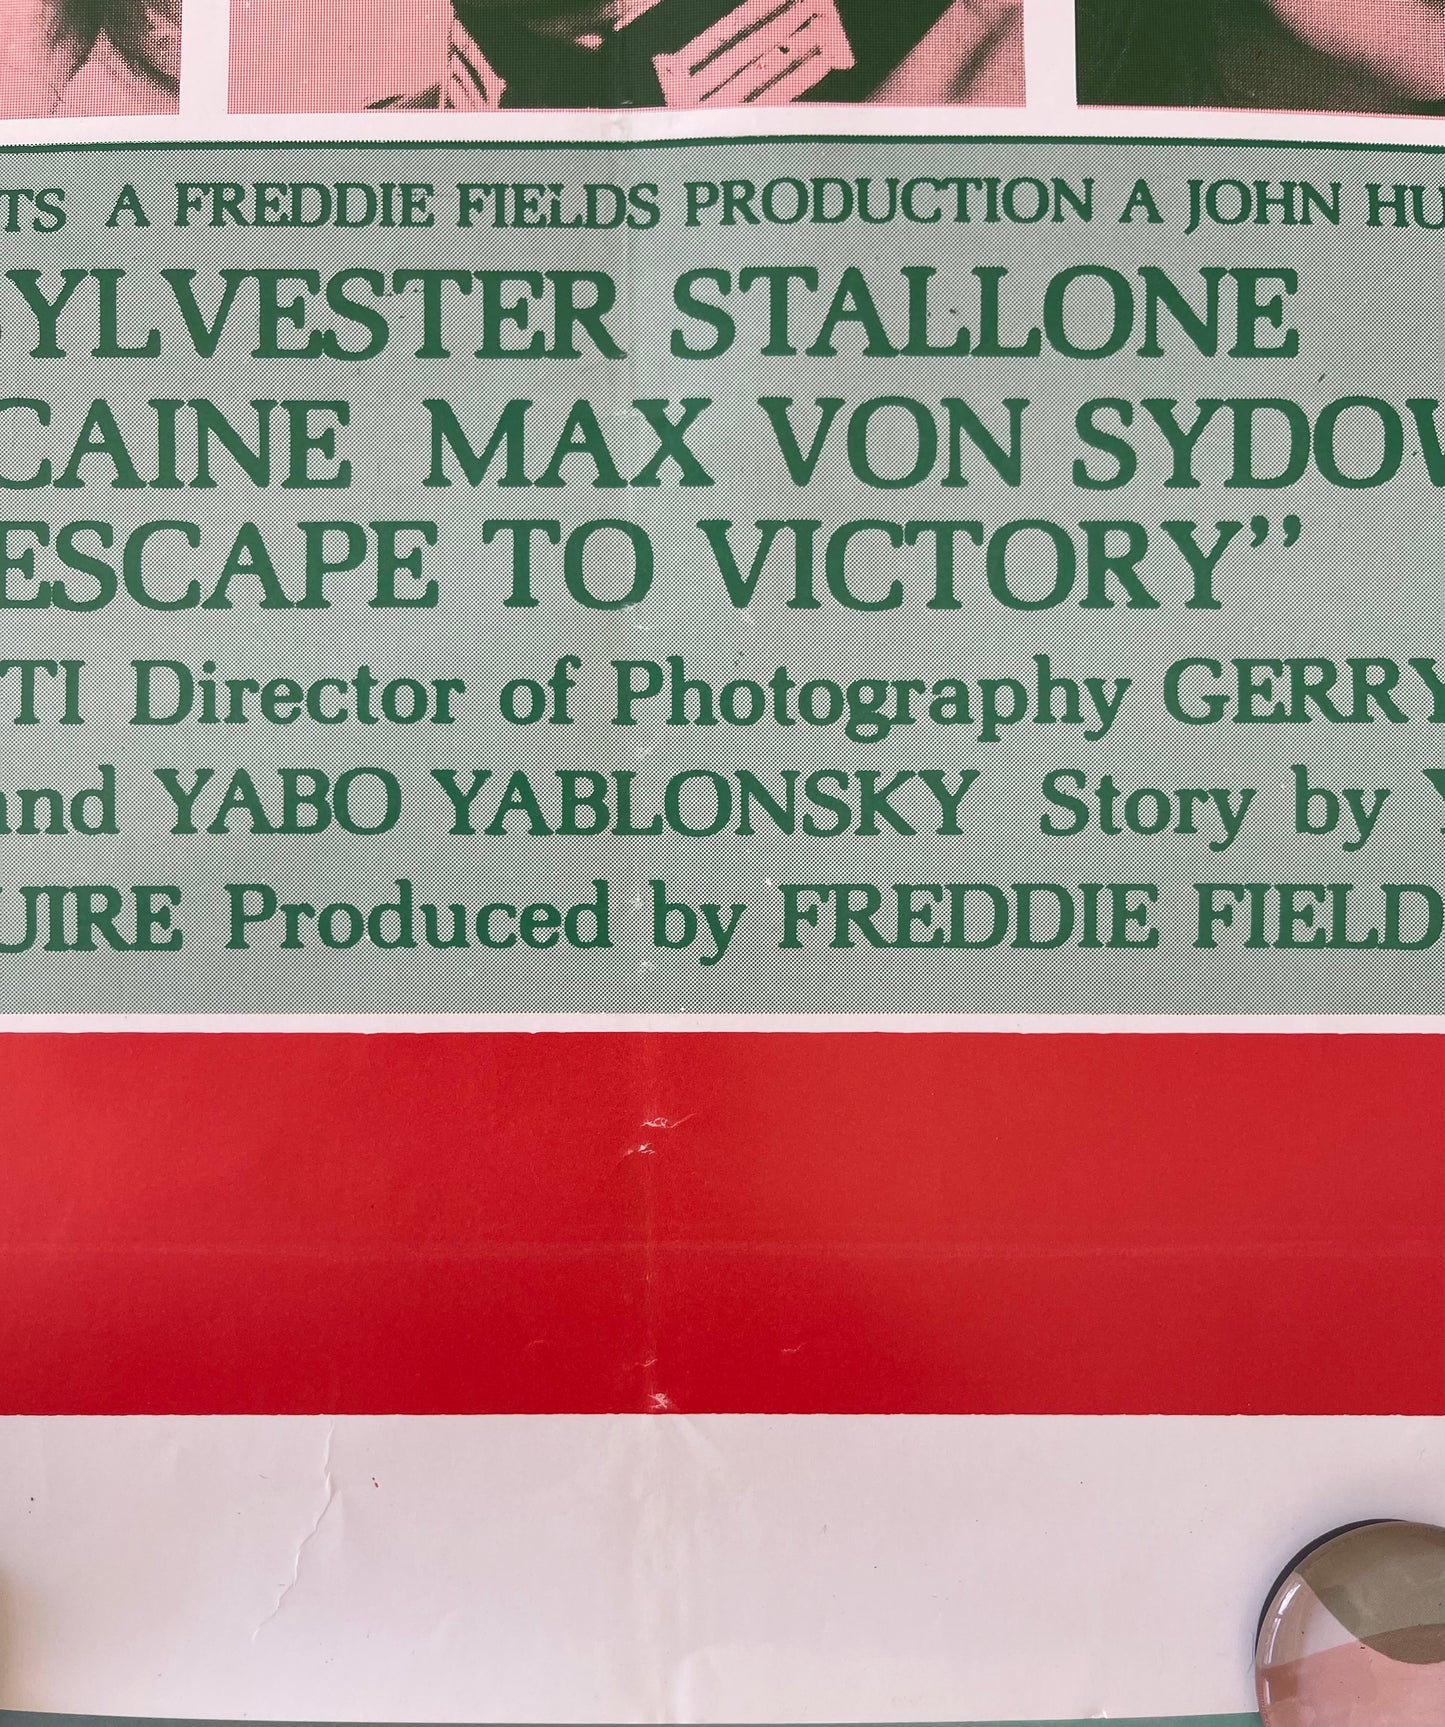 TS A FREDDIE FIELDS PRODUCTION A JOHN HU
SYLVESTER STALLONE
CAINE MAX VON SYDOW
ESCAPE TO VICTORY”
TI Director of Photography GERRY
and YABO YABLONSKY Story by Y
UIRE Produced by FREDDIE FIELD